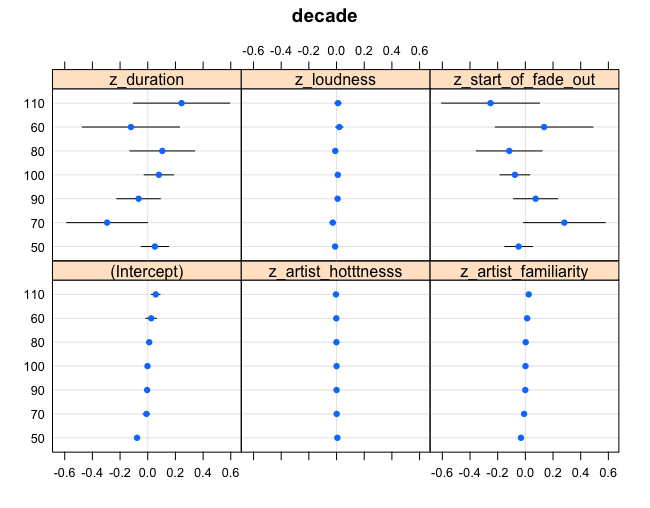 decade
-0.6 -0.4 -0.2 0.0 0.2 0.4 0.6
z_duration z_loudness z_start_of_fade_out
110
60
80
100
90
70
50
(Intercept) z_artist_hotttnesss z_artist_familiarity
110
60
80
100
90
70
50
-0.6 -0.4 -0.2 0.0 0.2 0.4 0.6 -0.6 -0.4 -0.2 0.0 0.2 0.4 0.6